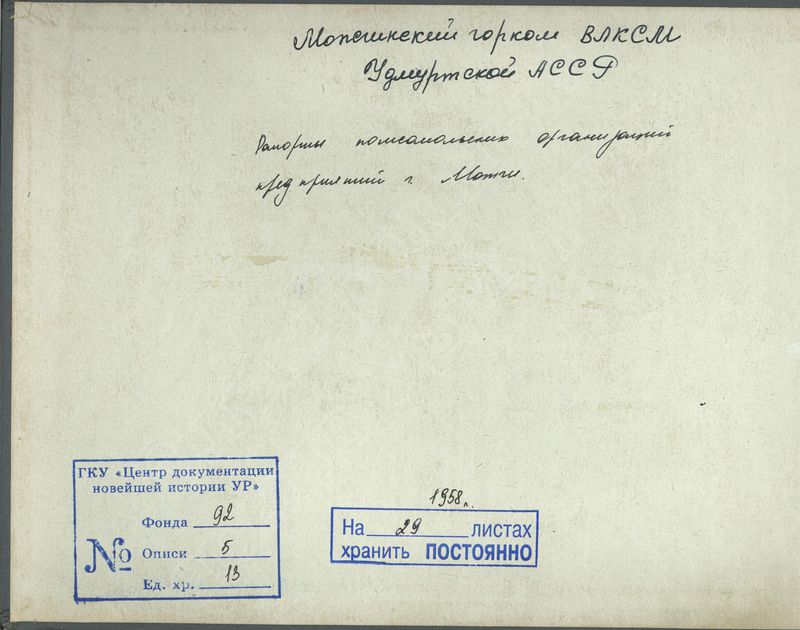 Можгинский горком ВЛКСМ
Удмуртской АССР
Рапорты комсомольских организаций
предприятий г. Можги.
ГКУ «Центр документации
новейшей истории УР»
№
Фонда 92
Описи 5
Ед. хр. 13
1958 г.
На 29 листах
хранить ПОСТОЯННО